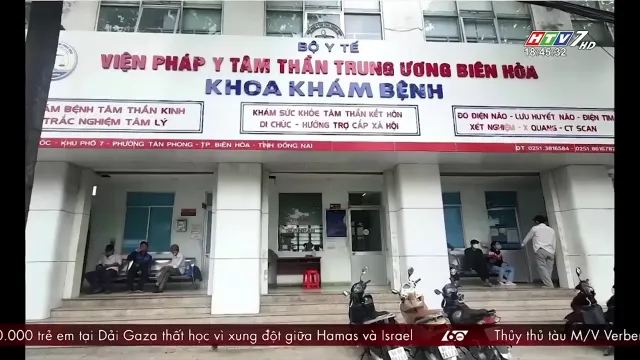 HTV7 HD
18:45:32
BỘ Y TẾ
VIỆN PHÁP Y TÂM THẦN TRUNG ƯƠNG BIÊN HÒA
KHOA KHÁM BỆNH
ÁM BỆNH TÂM THẦN KINH
TRẮC NGHIỆM TÂM LÝ
KHÁM SỨC KHỎE TÂM THẦN KẾT HÔN
DI CHÚC - HƯỞNG TRỢ CẤP XÃ HỘI
ĐO ĐIỆN NÃO - LƯU HUYẾT NÃO - ĐIỆN TIM
XÉT NGHIỆM - X QUANG - CT SCAN
- KHU PHỐ 7 - PHƯỜNG TÂN PHONG - TP. BIÊN HÒA - TỈNH ĐỒNG NAI
ĐT: 0251.3816584 -
0.000 trẻ em tại Dải Gaza thất học vì xung đột giữa Hamas và Israel
60
Thủy thủ tàu M/V Verbe